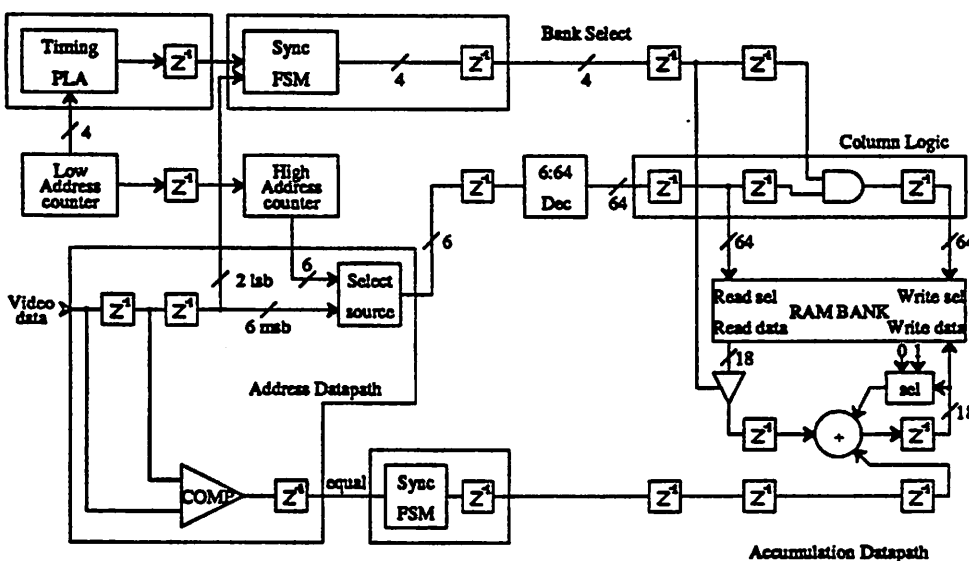 Timing
PLA
Z⁻¹
Sync
FSM
4
Z⁻¹
Bank Select
4
Z⁻¹
Z⁻¹
4
Low
Address
counter
Z⁻¹
High
Address
counter
Column Logic
Z⁻¹
6:64
Dec
64
Z⁻¹
Z⁻¹
Z⁻¹
6
64
64
Video
data
Z⁻¹
Z⁻¹
2 lsb
6
6 msb
Select
source
Read sel
Write sel
RAM BANK
Read data
Write data
18
0 1
sel
18
Address Datapath
Z⁻¹
+
Z⁻¹
COMP
Z⁻¹
equal
Sync
FSM
Z⁻¹
Z⁻¹
Z⁻¹
Z⁻¹
Accumulation Datapath